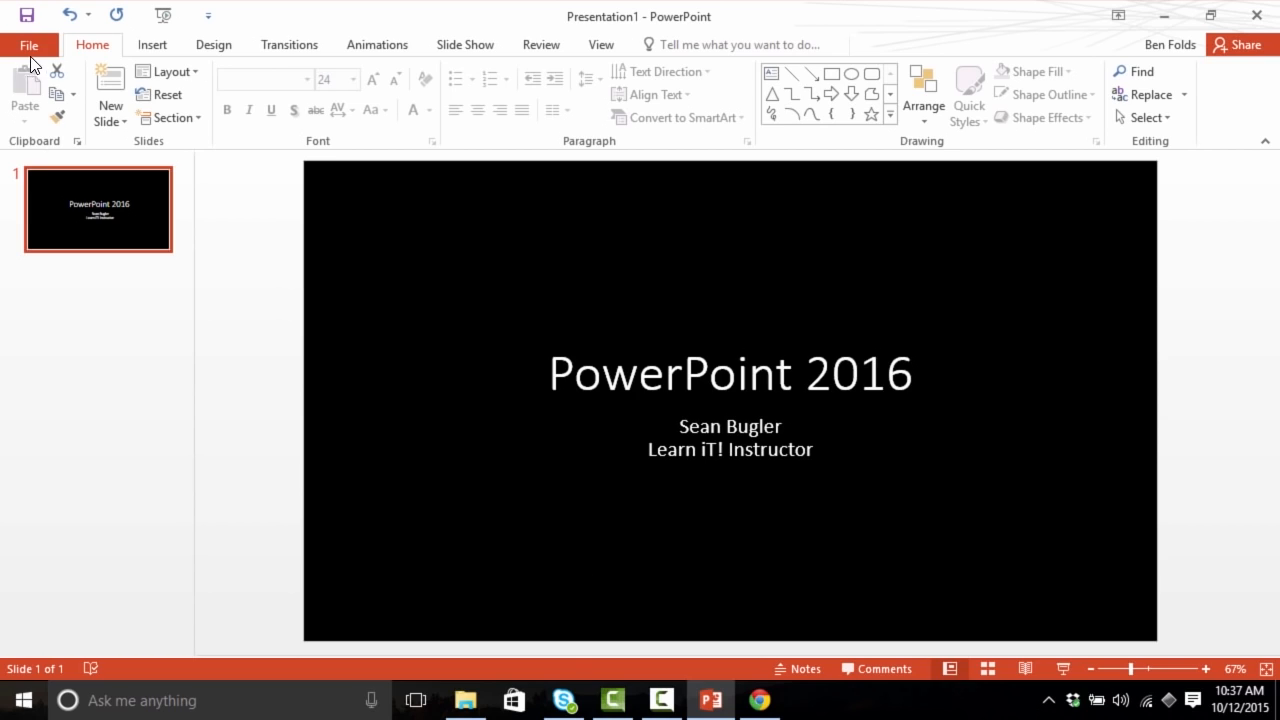 Presentation1 - PowerPoint
File Home Insert Design Transitions Animations Slide Show Review View Tell me what you want to do... Ben Folds Share
Paste
Clipboard
New Slide
Layout
Reset
Section
Slides
24
B I U S abc AV Aa A
Font
Text Direction
Align Text
Convert to SmartArt
Paragraph
Arrange
Quick Styles
Shape Fill
Shape Outline
Shape Effects
Drawing
Find
Replace
Select
Editing
1
PowerPoint 2016
Sean Bugler
Learn iT! Instructor
PowerPoint 2016
Sean Bugler
Learn iT! Instructor
Slide 1 of 1 Notes Comments 67%
Ask me anything
10:37 AM
10/12/2015